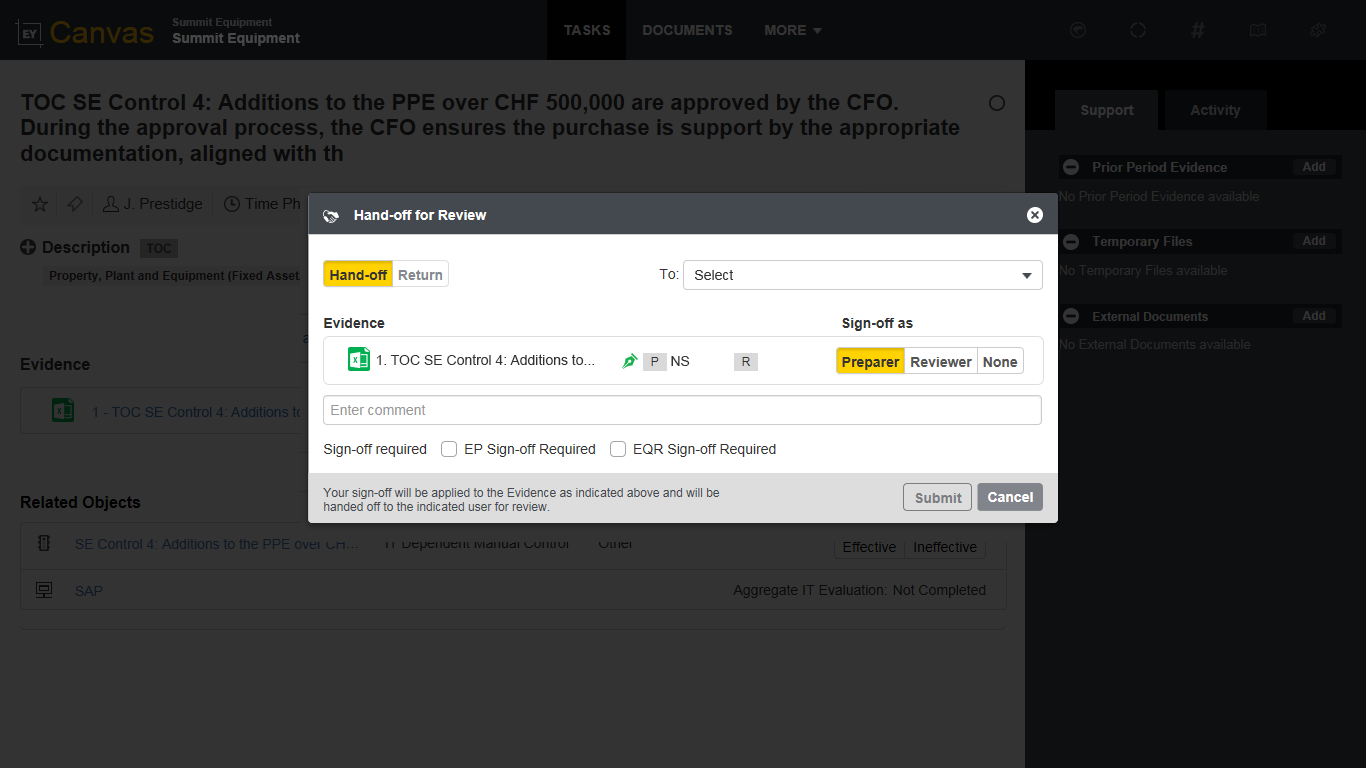 EY Canvas
Summit Equipment
Summit Equipment
TASKS
DOCUMENTS
MORE
TOC SE Control 4: Additions to the PPE over CHF 500,000 are approved by the CFO.
During the approval process, the CFO ensures the purchase is support by the appropriate
documentation, aligned with th
J. Prestidge
Time Ph
Description TOC
Property, Plant and Equipment (Fixed Asset
Evidence
1 - TOC SE Control 4: Additions to
Related Objects
SE Control 4: Additions to the PPE over CH...
IT Dependent Manual Control
Other
Effective
Ineffective
SAP
Aggregate IT Evaluation: Not Completed
Hand-off for Review
Hand-off
Return
To:
Select
Evidence
Sign-off as
1. TOC SE Control 4: Additions to...
P NS
R
Preparer
Reviewer
None
Enter comment
Sign-off required
EP Sign-off Required
EQR Sign-off Required
Your sign-off will be applied to the Evidence as indicated above and will be
handed off to the indicated user for review.
Submit
Cancel
#
Support
Activity
Prior Period Evidence
Add
No Prior Period Evidence available
Temporary Files
Add
No Temporary Files available
External Documents
Add
No External Documents available